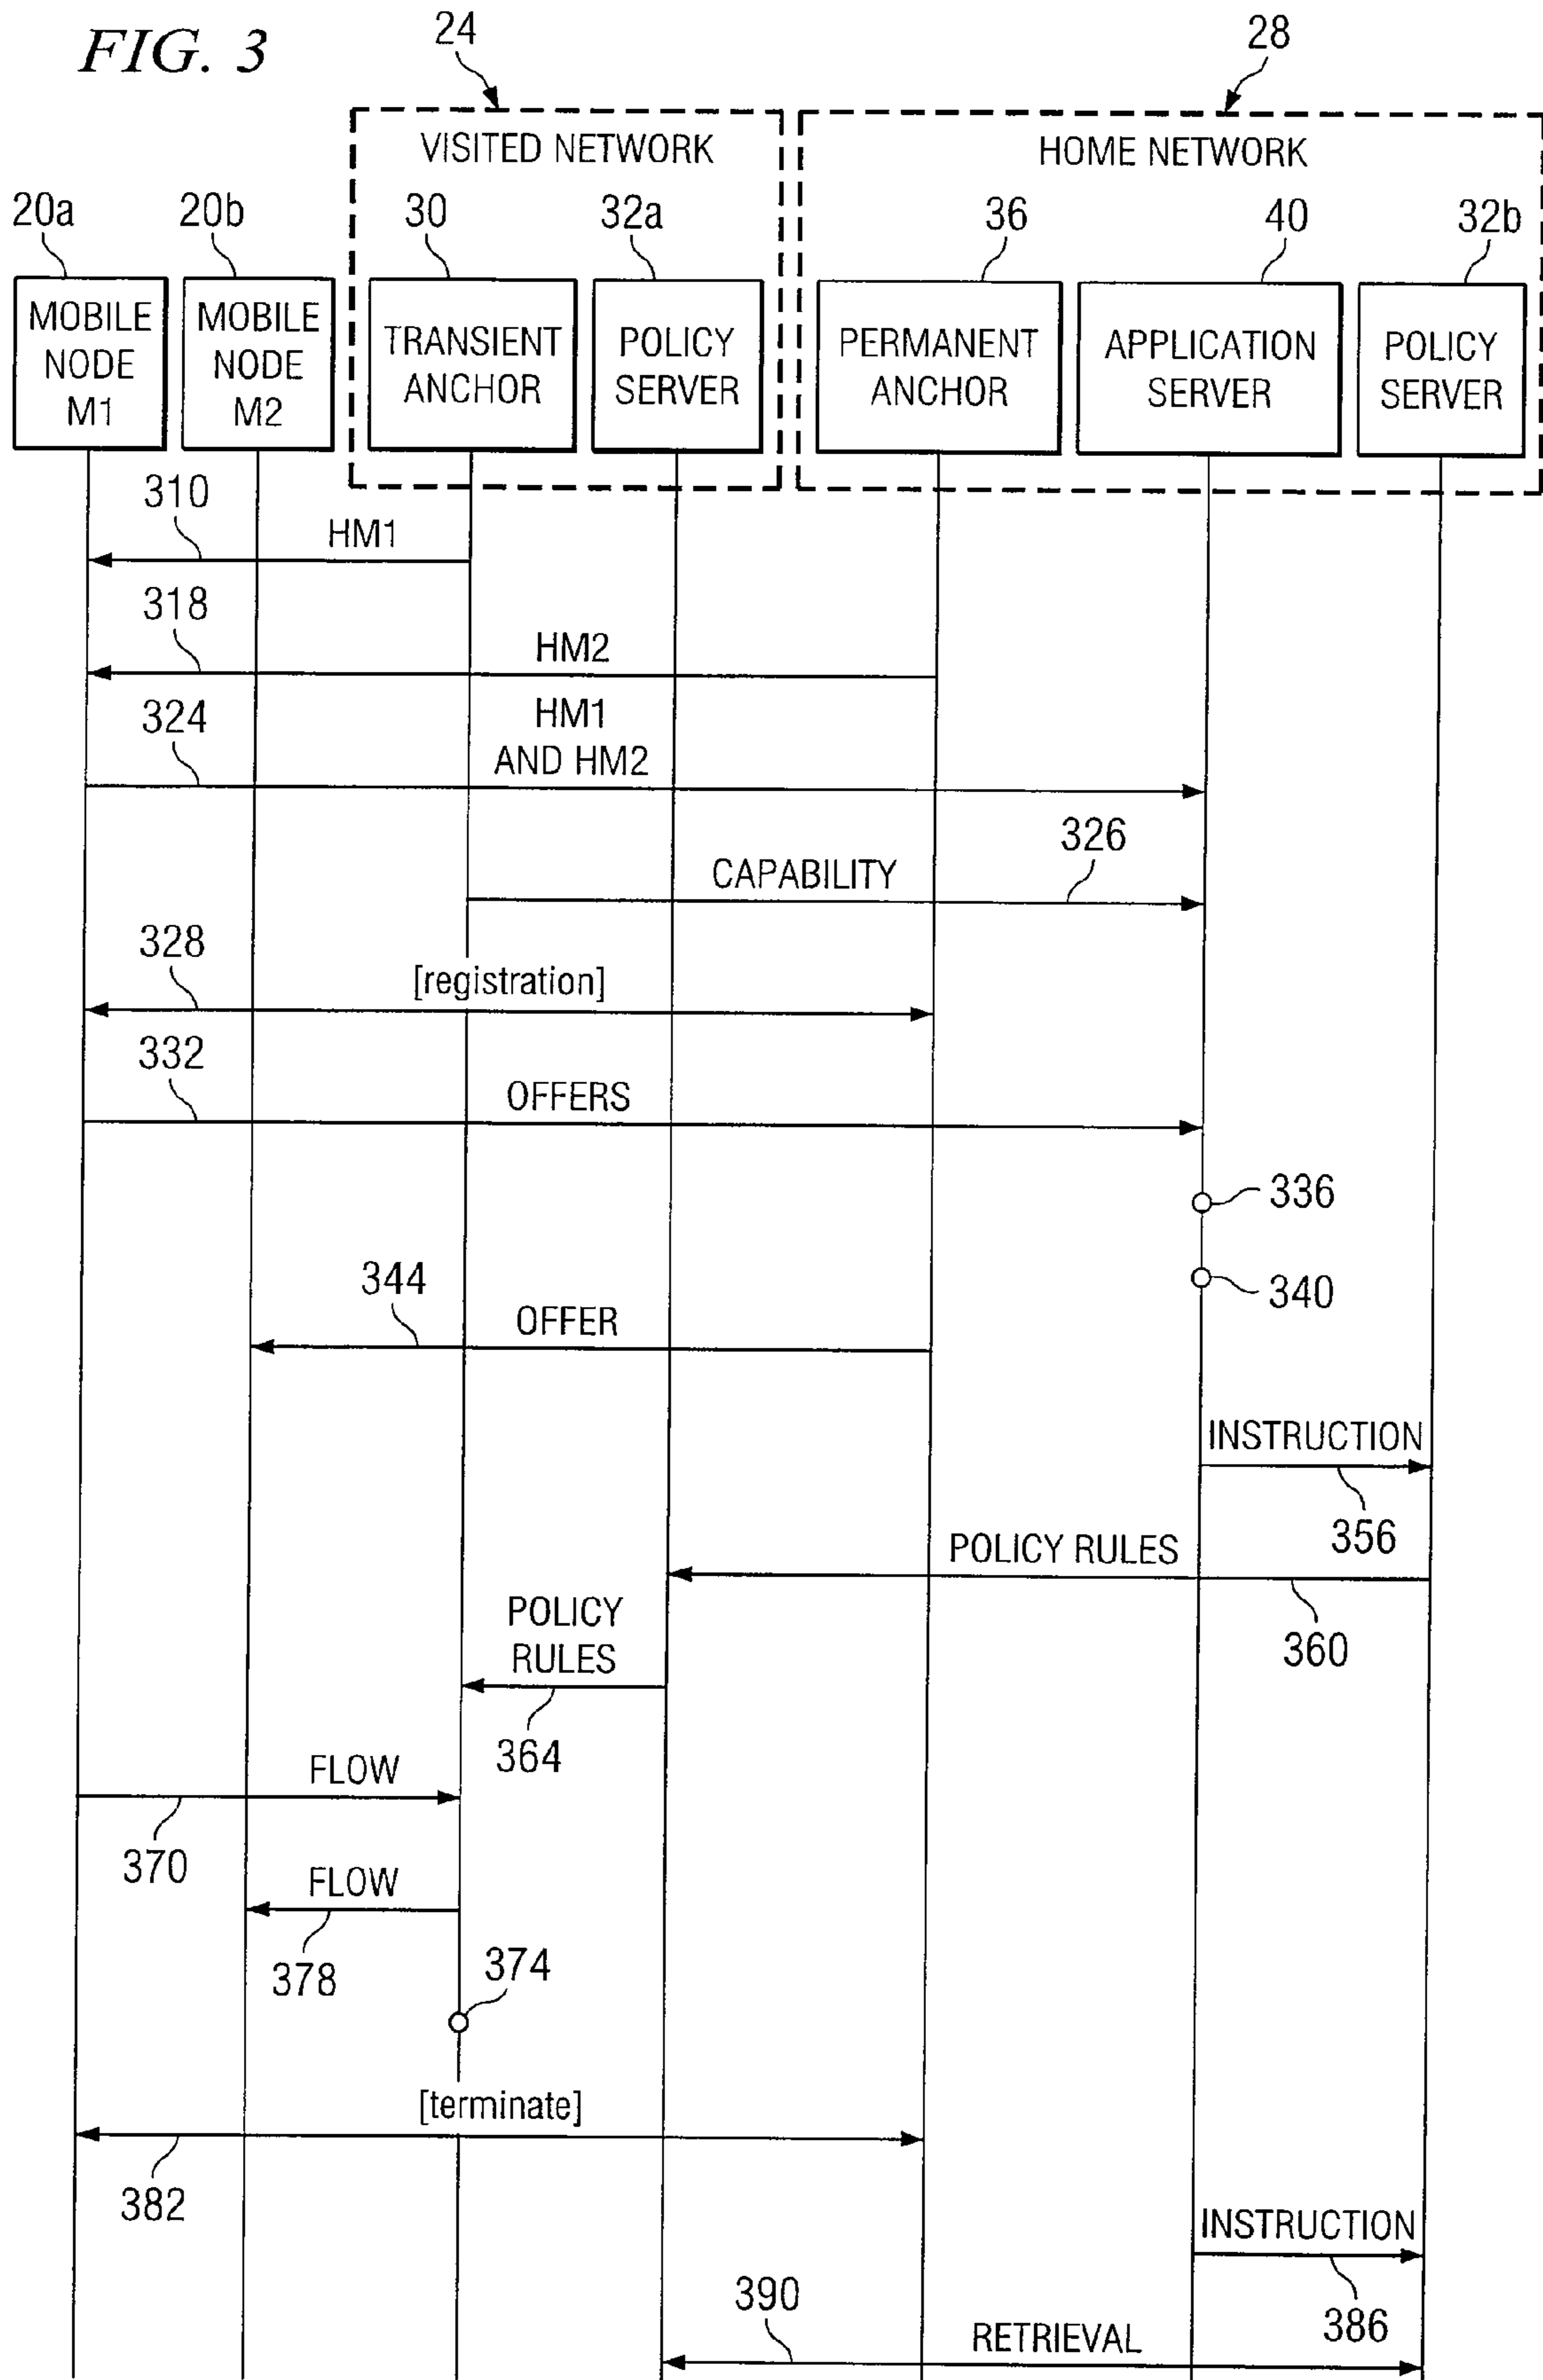 FIG. 3
24
28
VISITED NETWORK
HOME NETWORK
20a
20b
30
32a
36
40
32b
MOBILE
NODE
M1
MOBILE
NODE
M2
TRANSIENT
ANCHOR
POLICY
SERVER
PERMANENT
ANCHOR
APPLICATION
SERVER
POLICY
SERVER
310
HM1
318
HM2
324
HM1
AND HM2
326
CAPABILITY
328
[registration]
332
OFFERS
336
340
344
OFFER
INSTRUCTION
356
POLICY RULES
360
POLICY
RULES
364
FLOW
370
FLOW
378
374
[terminate]
382
INSTRUCTION
386
390
RETRIEVAL